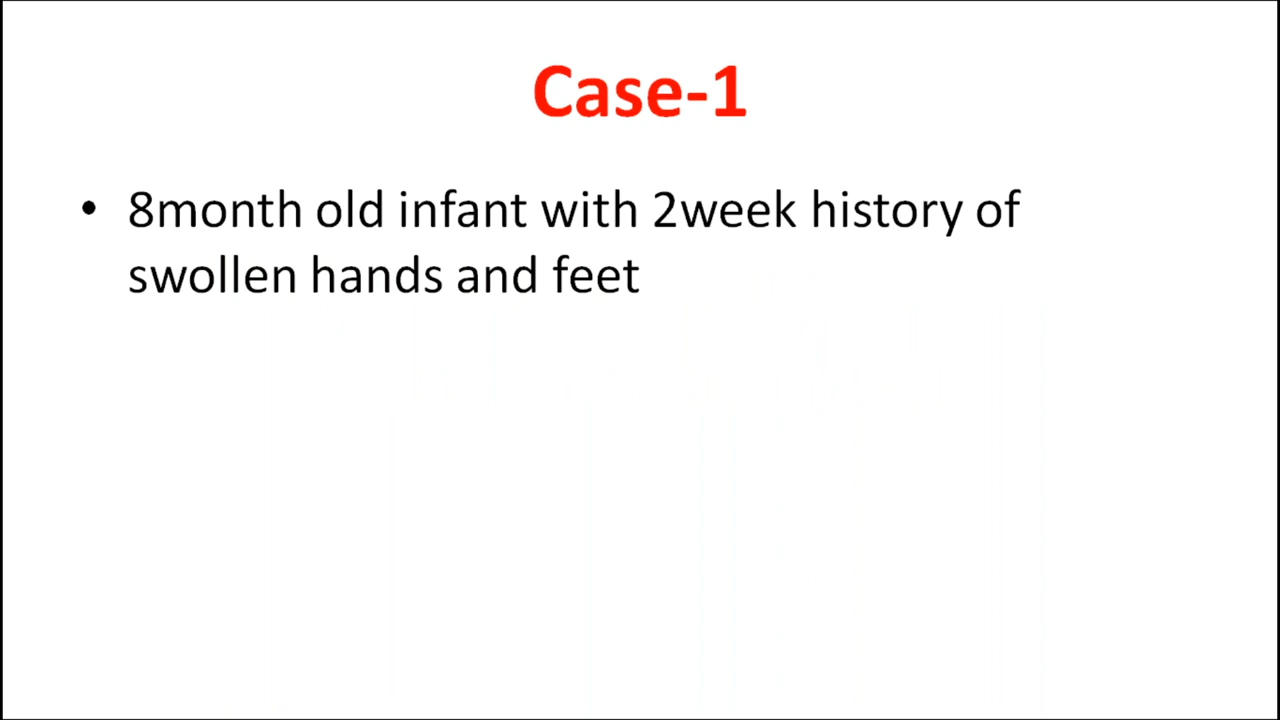 Case-1
• 8month old infant with 2week history of
swollen hands and feet